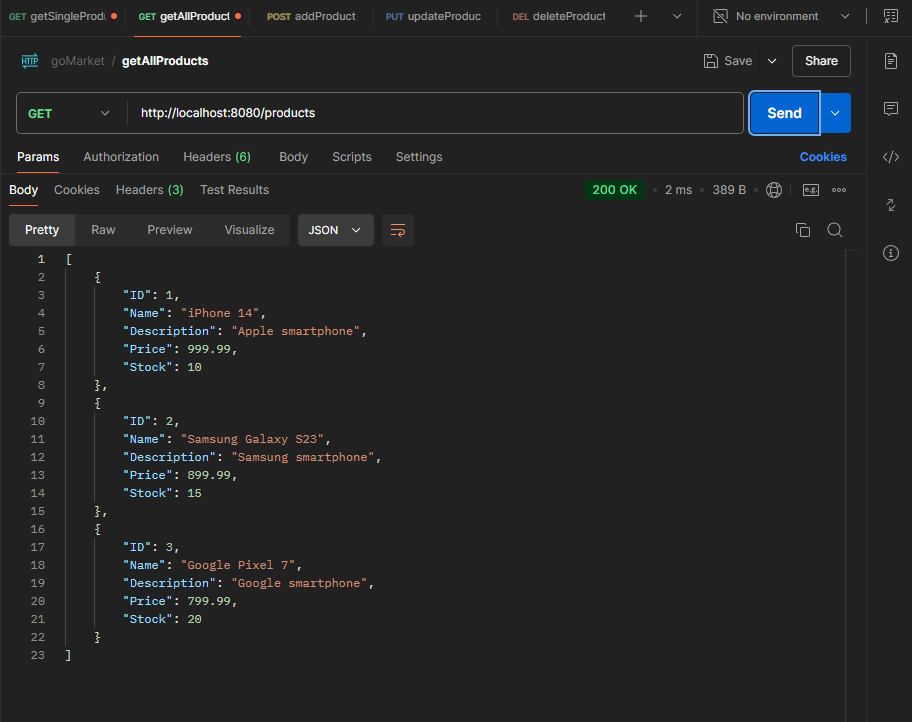 GET getSingleProdu GET getAllProduct POST addProduct PUT updateProduc DEL deleteProduct No environment
HTTP goMarket / getAllProducts Save Share
GET http://localhost:8080/products Send
Params Authorization Headers (6) Body Scripts Settings Cookies
Body Cookies Headers (3) Test Results 200 OK • 2 ms • 389 B • e.g.
Pretty Raw Preview Visualize JSON
1 [
2 {
3 "ID": 1,
4 "Name": "iPhone 14",
5 "Description": "Apple smartphone",
6 "Price": 999.99,
7 "Stock": 10
8 },
9 {
10 "ID": 2,
11 "Name": "Samsung Galaxy S23",
12 "Description": "Samsung smartphone",
13 "Price": 899.99,
14 "Stock": 15
15 },
16 {
17 "ID": 3,
18 "Name": "Google Pixel 7",
19 "Description": "Google smartphone",
20 "Price": 799.99,
21 "Stock": 20
22 }
23 ]